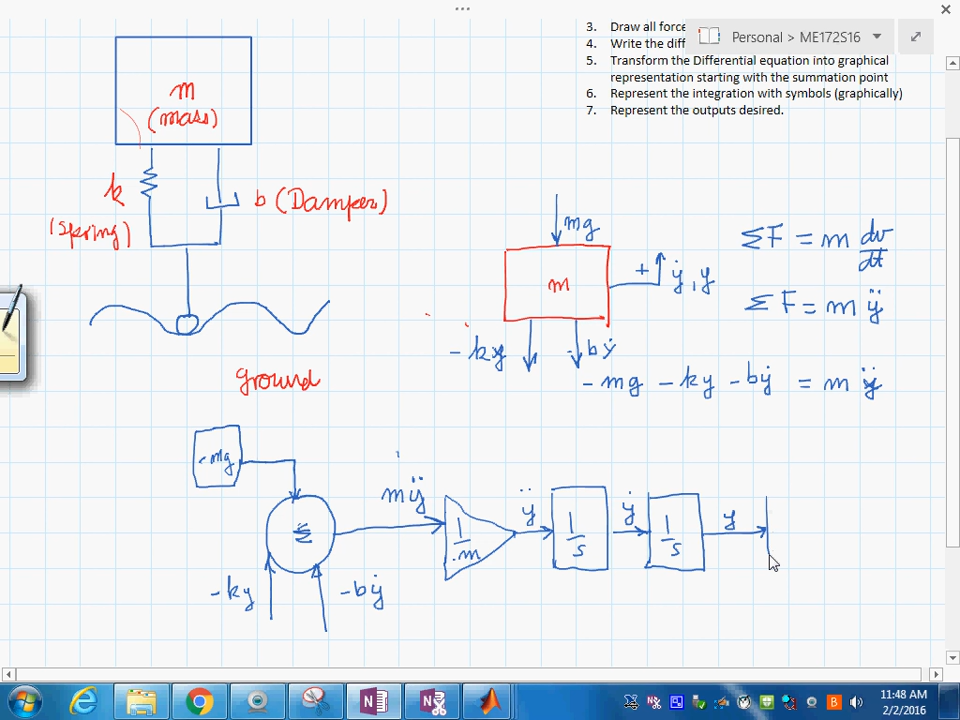 3. Draw all force
4. Write the diff
Personal > ME172S16
5. Transform the Differential equation into graphical
representation starting with the summation point
6. Represent the integration with symbols (graphically)
7. Represent the outputs desired.
m
(mass)
k
(Spring)
b (Damper)
ground
mg
m
+ ẏ, y
- ky
- bẏ
ΣF = m dv/dt
ΣF = m ÿ
- mg - ky - bẏ = m ÿ
- mg
Σ
- ky
- bẏ
mÿ
1/m
ÿ
1/s
ẏ
1/s
y
11:48 AM
2/2/2016